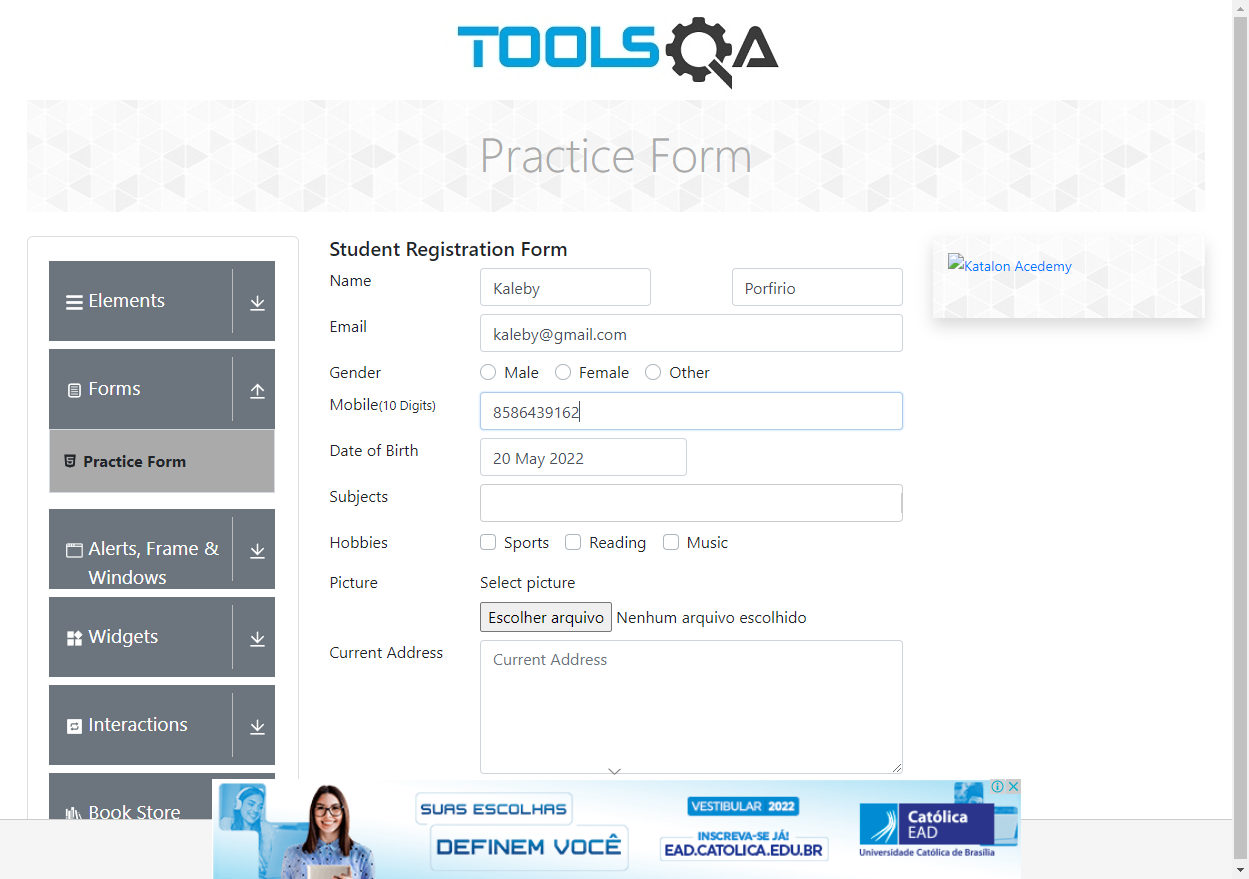 TOOLSQA
Practice Form
Elements
Forms
Practice Form
Alerts, Frame &
Windows
Widgets
Interactions
Book Store
Student Registration Form
Name
Kaleby
Porfirio
Email
kaleby@gmail.com
Gender
Male
Female
Other
Mobile(10 Digits)
8586439162
Date of Birth
20 May 2022
Subjects
Hobbies
Sports
Reading
Music
Picture
Select picture
Escolher arquivo
Nenhum arquivo escolhido
Current Address
Current Address
Katalon Acedemy
SUAS ESCOLHAS
DEFINEM VOCÊ
VESTIBULAR 2022
INSCREVA-SE JÁ!
EAD.CATOLICA.EDU.BR
Católica
EAD
Universidade Católica de Brasília